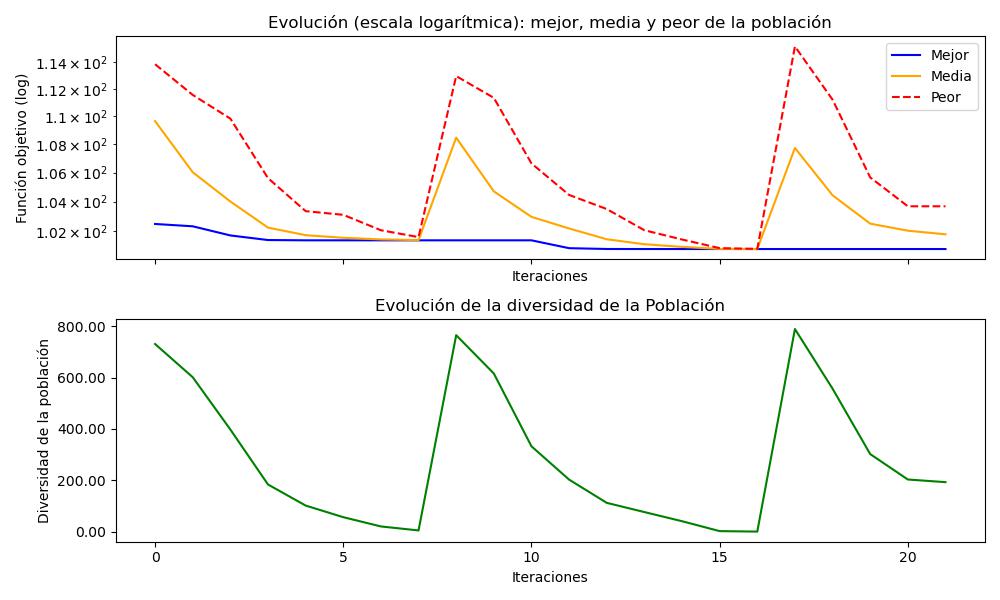 Evolución (escala logarítmica): mejor, media y peor de la población
Función objetivo (log)
1.14 × 10²
1.12 × 10²
1.1 × 10²
1.08 × 10²
1.06 × 10²
1.04 × 10²
1.02 × 10²
Mejor
Media
Peor
Iteraciones
Evolución de la diversidad de la Población
Diversidad de la población
800.00
600.00
400.00
200.00
0.00
0 5 10 15 20
Iteraciones